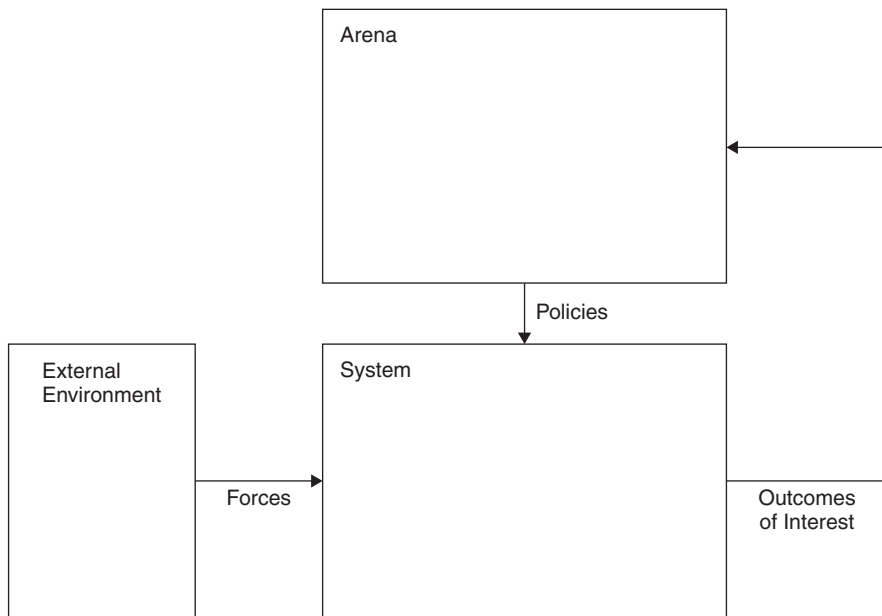 Arena
Policies
External
Environment
System
Forces
Outcomes
of Interest